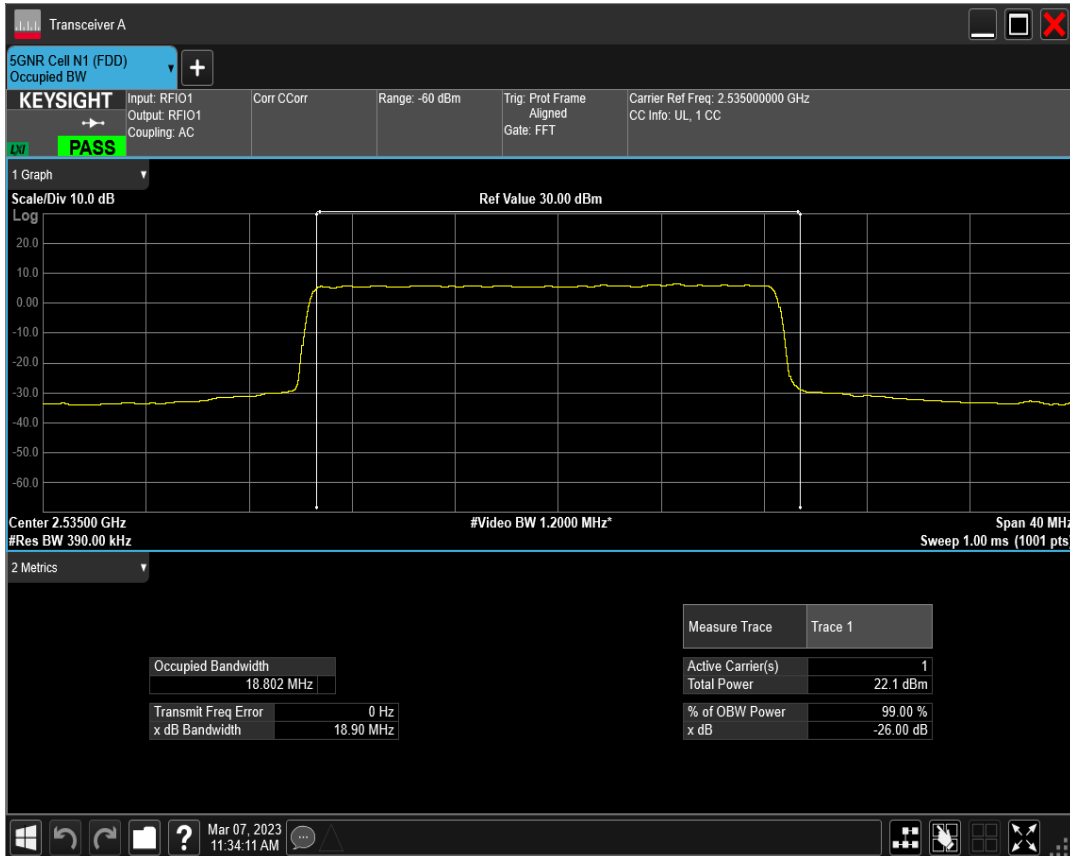 Transceiver A
5GNR Cell N1 (FDD)
Occupied BW
+
KEYSIGHT
LXI
PASS
Input: RFIO1
Output: RFIO1
Coupling: AC
Corr CCorr
Range: -60 dBm
Trig: Prot Frame
Aligned
Gate: FFT
Carrier Ref Freq: 2.535000000 GHz
CC Info: UL, 1 CC
1 Graph
Scale/Div 10.0 dB
Ref Value 30.00 dBm
Log
20.0
10.0
0.00
-10.0
-20.0
-30.0
-40.0
-50.0
-60.0
Center 2.53500 GHz
#Video BW 1.2000 MHz*
Span 40 MHz
#Res BW 390.00 kHz
Sweep 1.00 ms (1001 pts)
2 Metrics
Measure Trace Trace 1
Occupied Bandwidth
18.802 MHz
Transmit Freq Error 0 Hz
x dB Bandwidth 18.90 MHz
Active Carrier(s) 1
Total Power 22.1 dBm
% of OBW Power 99.00 %
x dB -26.00 dB
?
Mar 07, 2023
11:34:11 AM